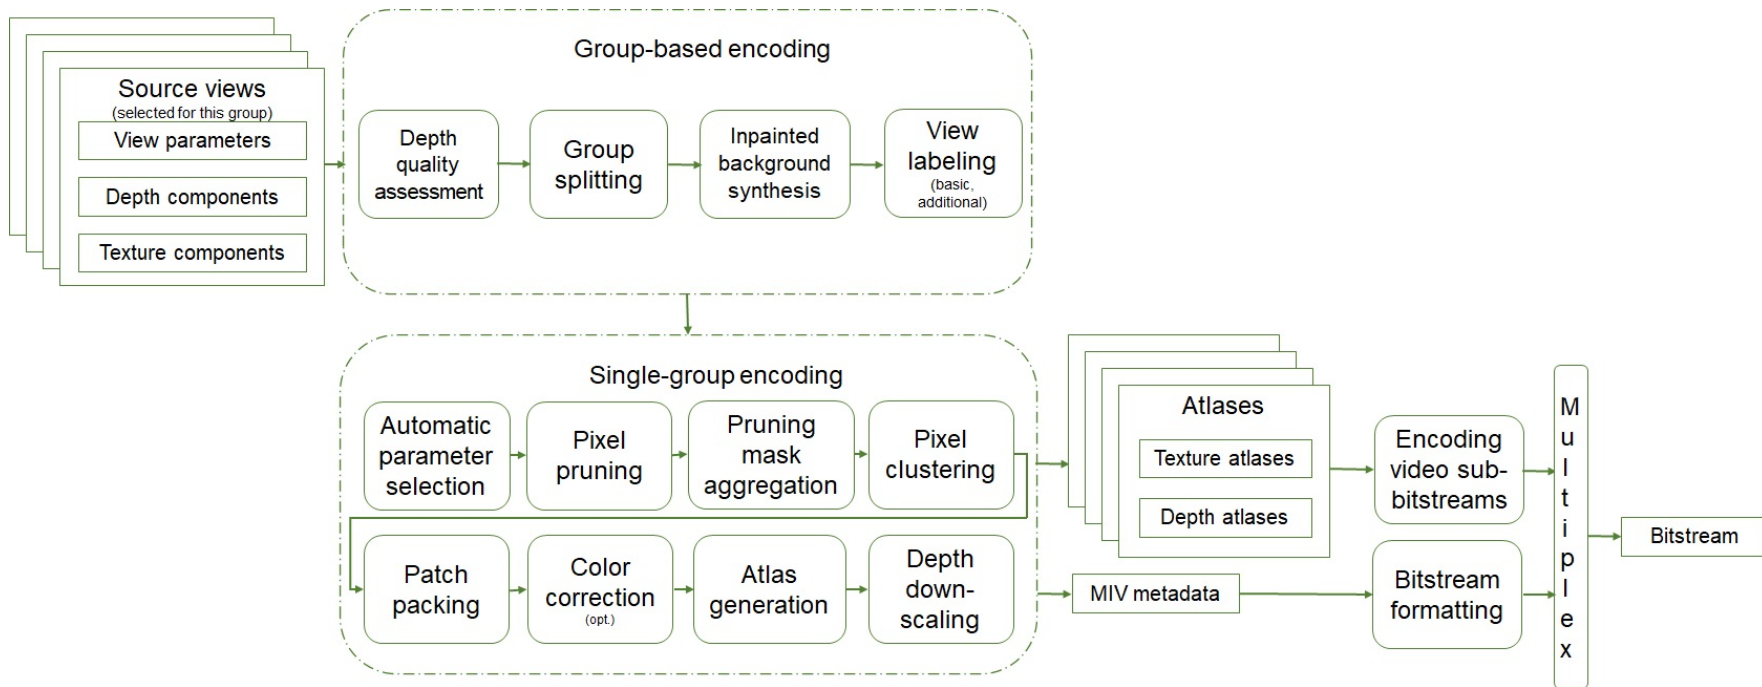 Source views
(selected for this group)
View parameters
Depth components
Texture components
Group-based encoding
Depth
quality
assessment
Group
splitting
Inpainted
background
synthesis
View
labeling
(basic,
additional)
Single-group encoding
Automatic
parameter
selection
Pixel
pruning
Pruning
mask
aggregation
Pixel
clustering
Patch
packing
Color
correction
(opt.)
Atlas
generation
Depth
down-
scaling
Atlases
Texture atlases
Depth atlases
MIV metadata
Encoding
video sub-
bitstreams
Bitstream
formatting
Multiplex
Bitstream